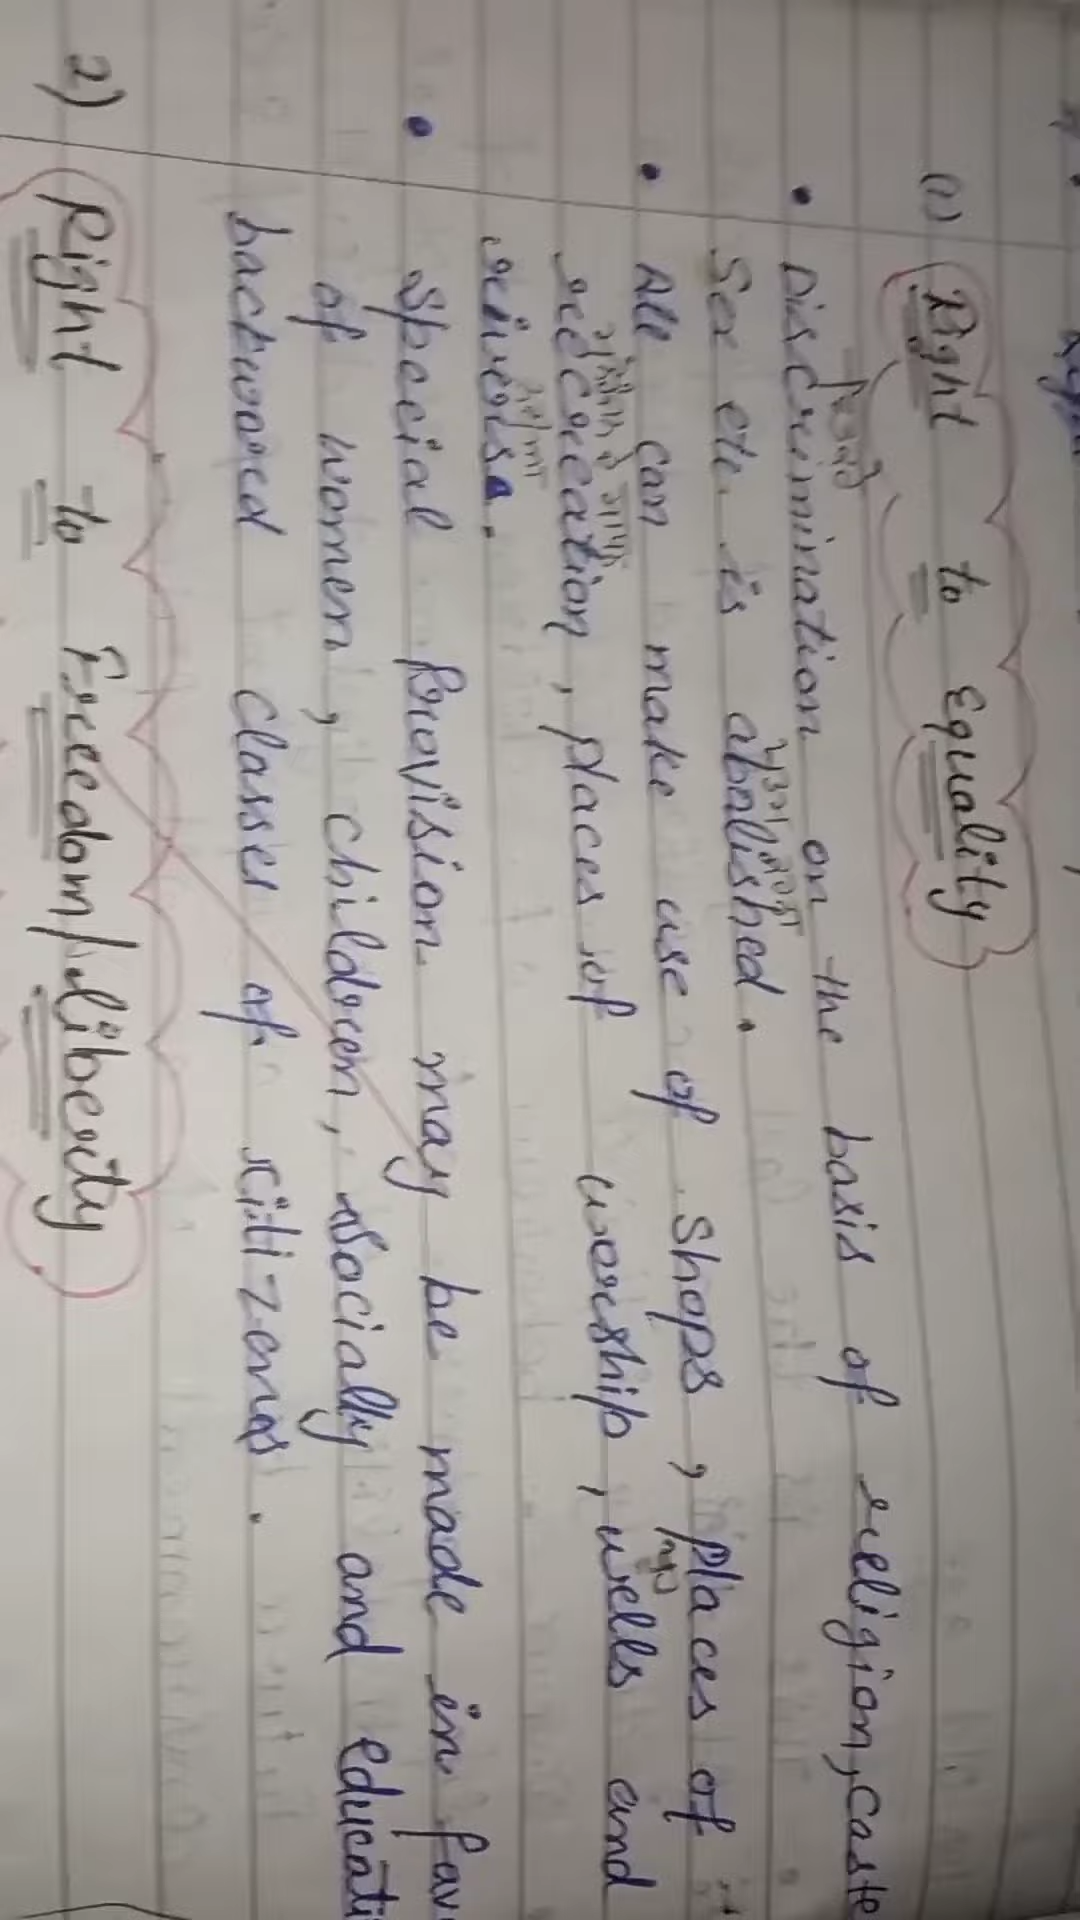 (1) Right to Equality
• Discrimination on the basis of religion, caste
Sex etc. is abolished.
• All can make use of shops, places of
recreation, places of worship, wells and
rivers.
• Special Provision may be made in fav
of women, children, socially and educati
backward classes of citizens.
2) Right to Freedom/liberty